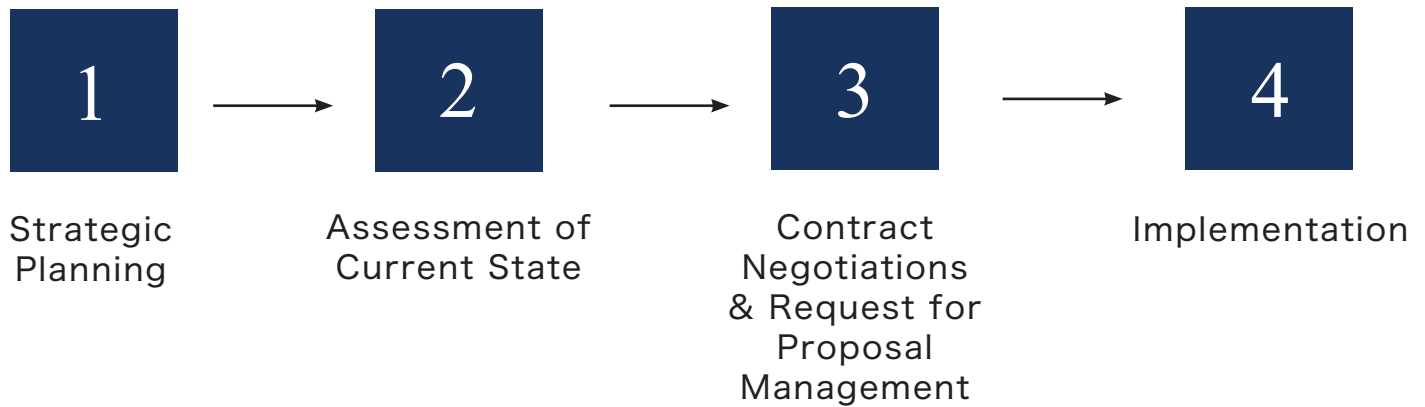 1
2
3
4
Strategic
Planning
Assessment of
Current State
Contract
Negotiations
& Request for
Proposal
Management
Implementation